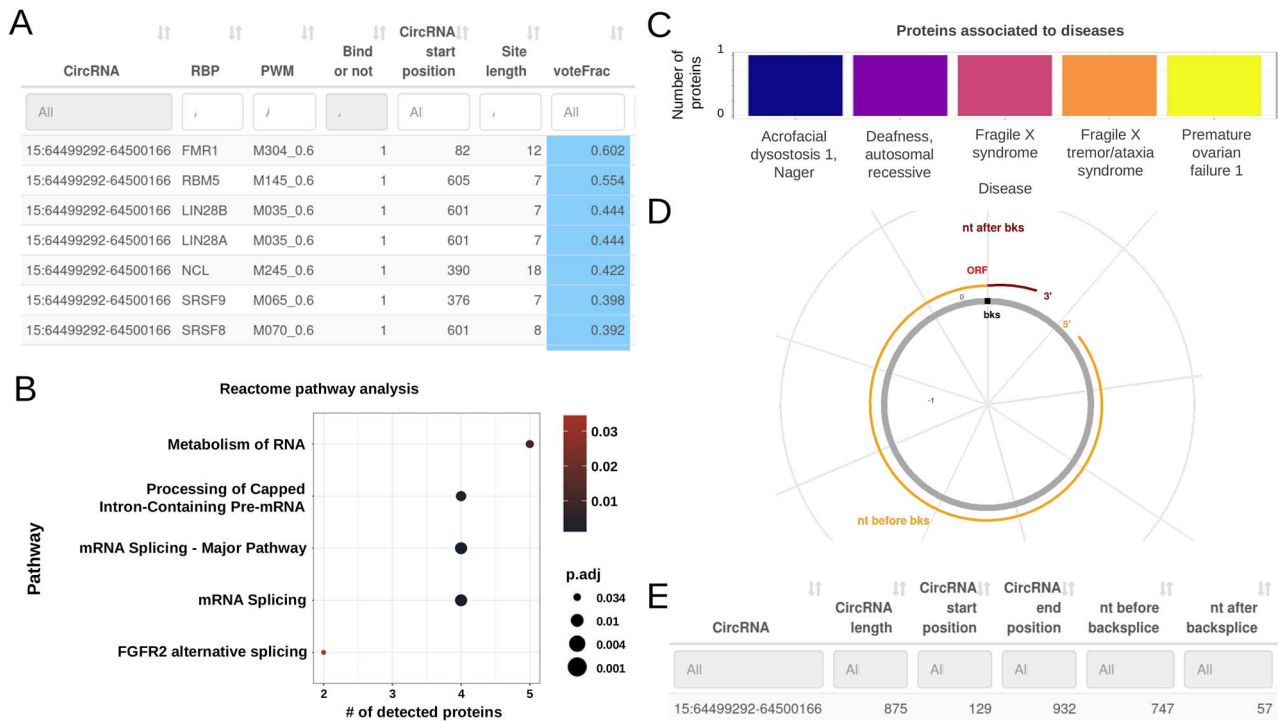 A
CircRNA
Bind
start
Site
CircRNA RBP PWM or not position length voteFrac
All / / / All / All
15:64499292-64500166 FMR1 M304_0.6 1 82 12 0.602
15:64499292-64500166 RBM5 M145_0.6 1 605 7 0.554
15:64499292-64500166 LIN28B M035_0.6 1 601 7 0.444
15:64499292-64500166 LIN28A M035_0.6 1 601 7 0.444
15:64499292-64500166 NCL M245_0.6 1 390 18 0.422
15:64499292-64500166 SRSF9 M065_0.6 1 376 7 0.398
15:64499292-64500166 SRSF8 M070_0.6 1 601 8 0.392
B
Reactome pathway analysis
Pathway
Metabolism of RNA
Processing of Capped
Intron-Containing Pre-mRNA
mRNA Splicing - Major Pathway
mRNA Splicing
FGFR2 alternative splicing
2 3 4 5
# of detected proteins
0.03
0.02
0.01
p.adj
0.034
0.01
0.004
0.001
C
Proteins associated to diseases
Number of
proteins
1
0
Acrofacial
dysostosis 1,
Nager
Deafness,
autosomal
recessive
Fragile X
syndrome
Fragile X
tremor/ataxia
syndrome
Premature
ovarian
failure 1
Disease
D
nt after bks
ORF
0
3'
bks
5'
-1
nt before bks
E
CircRNA CircRNA
CircRNA start end nt before nt after
CircRNA length position position backsplice backsplice
All All All All All All
15:64499292-64500166 875 129 932 747 57